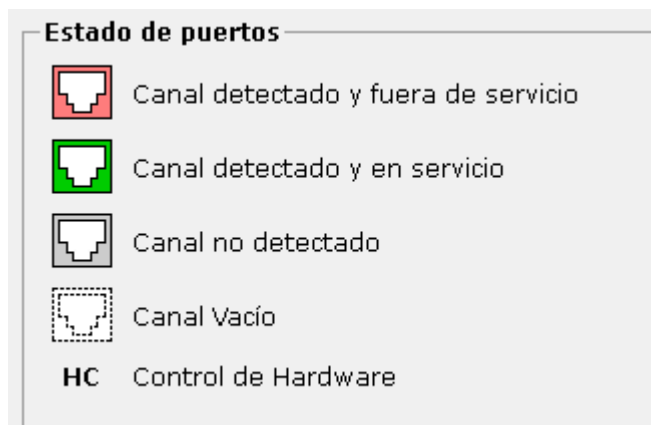 Estado de puertos
Canal detectado y fuera de servicio
Canal detectado y en servicio
Canal no detectado
Canal Vacío
HC Control de Hardware